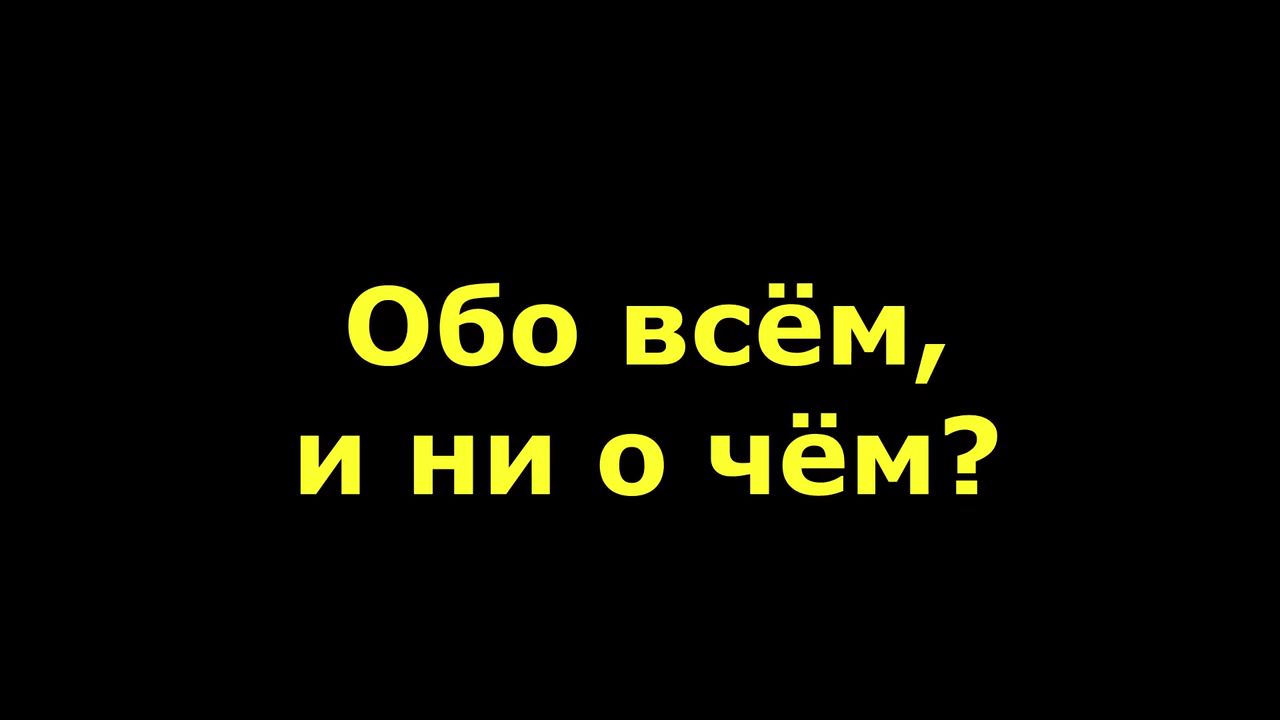 Обо всём,
и ни о чём?